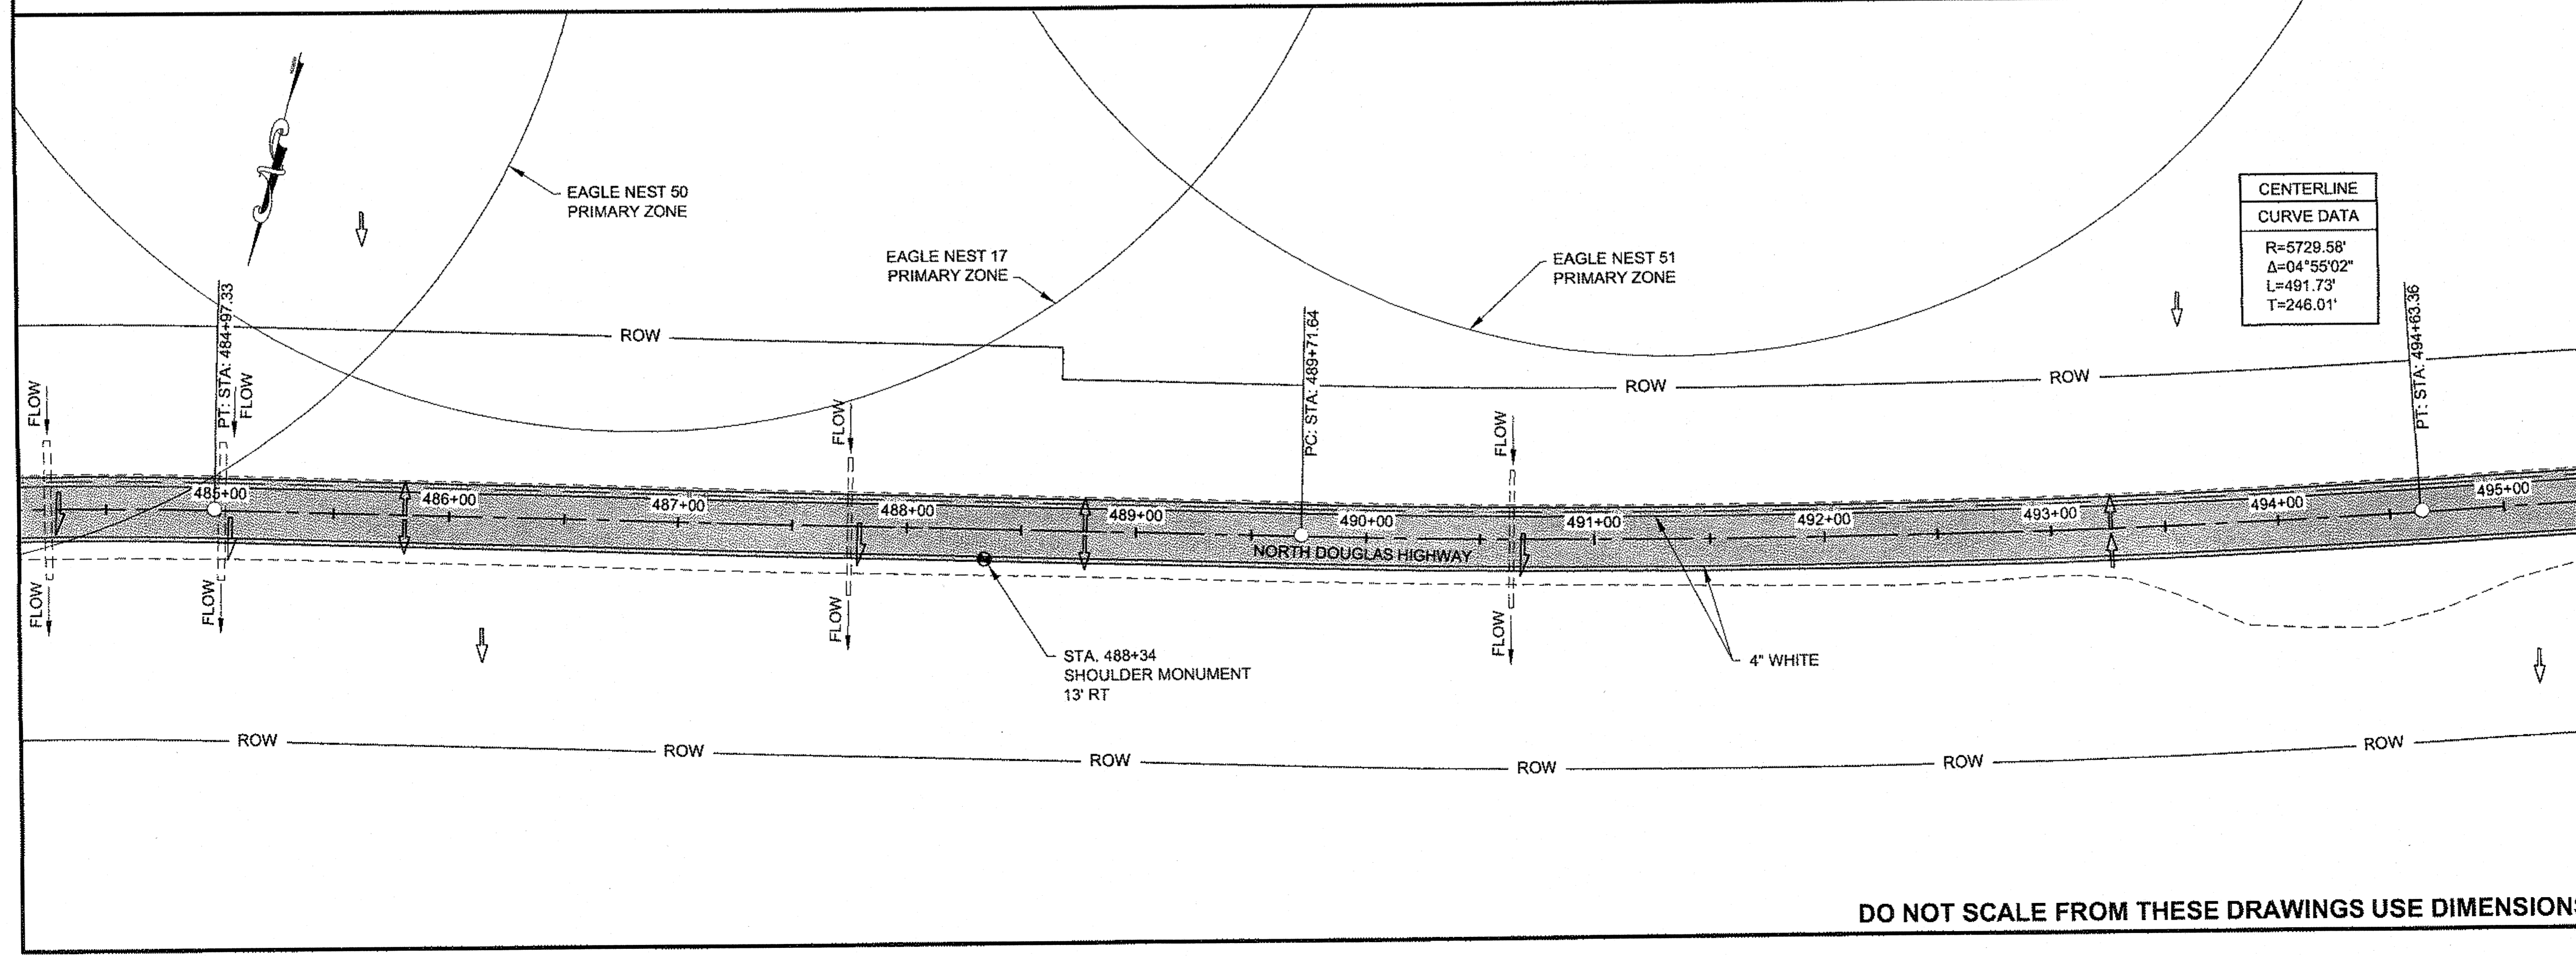 EAGLE NEST 50
PRIMARY ZONE
EAGLE NEST 17
PRIMARY ZONE
EAGLE NEST 51
PRIMARY ZONE
CENTERLINE
CURVE DATA
R=5729.58'
Δ=04°55'02"
L=491.73'
T=246.01'
PT: STA: 484+97.33
PC: STA: 489+71.64
PT: STA: 494+63.36
ROW
ROW
ROW
FLOW
FLOW
FLOW
FLOW
485+00
486+00
487+00
488+00
489+00
490+00
491+00
492+00
493+00
494+00
495+00
NORTH DOUGLAS HIGHWAY
FLOW
FLOW
FLOW
FLOW
STA. 488+34
SHOULDER MONUMENT
13' RT
4" WHITE
ROW
ROW
ROW
ROW
ROW
ROW
DO NOT SCALE FROM THESE DRAWINGS USE DIMENSIONS